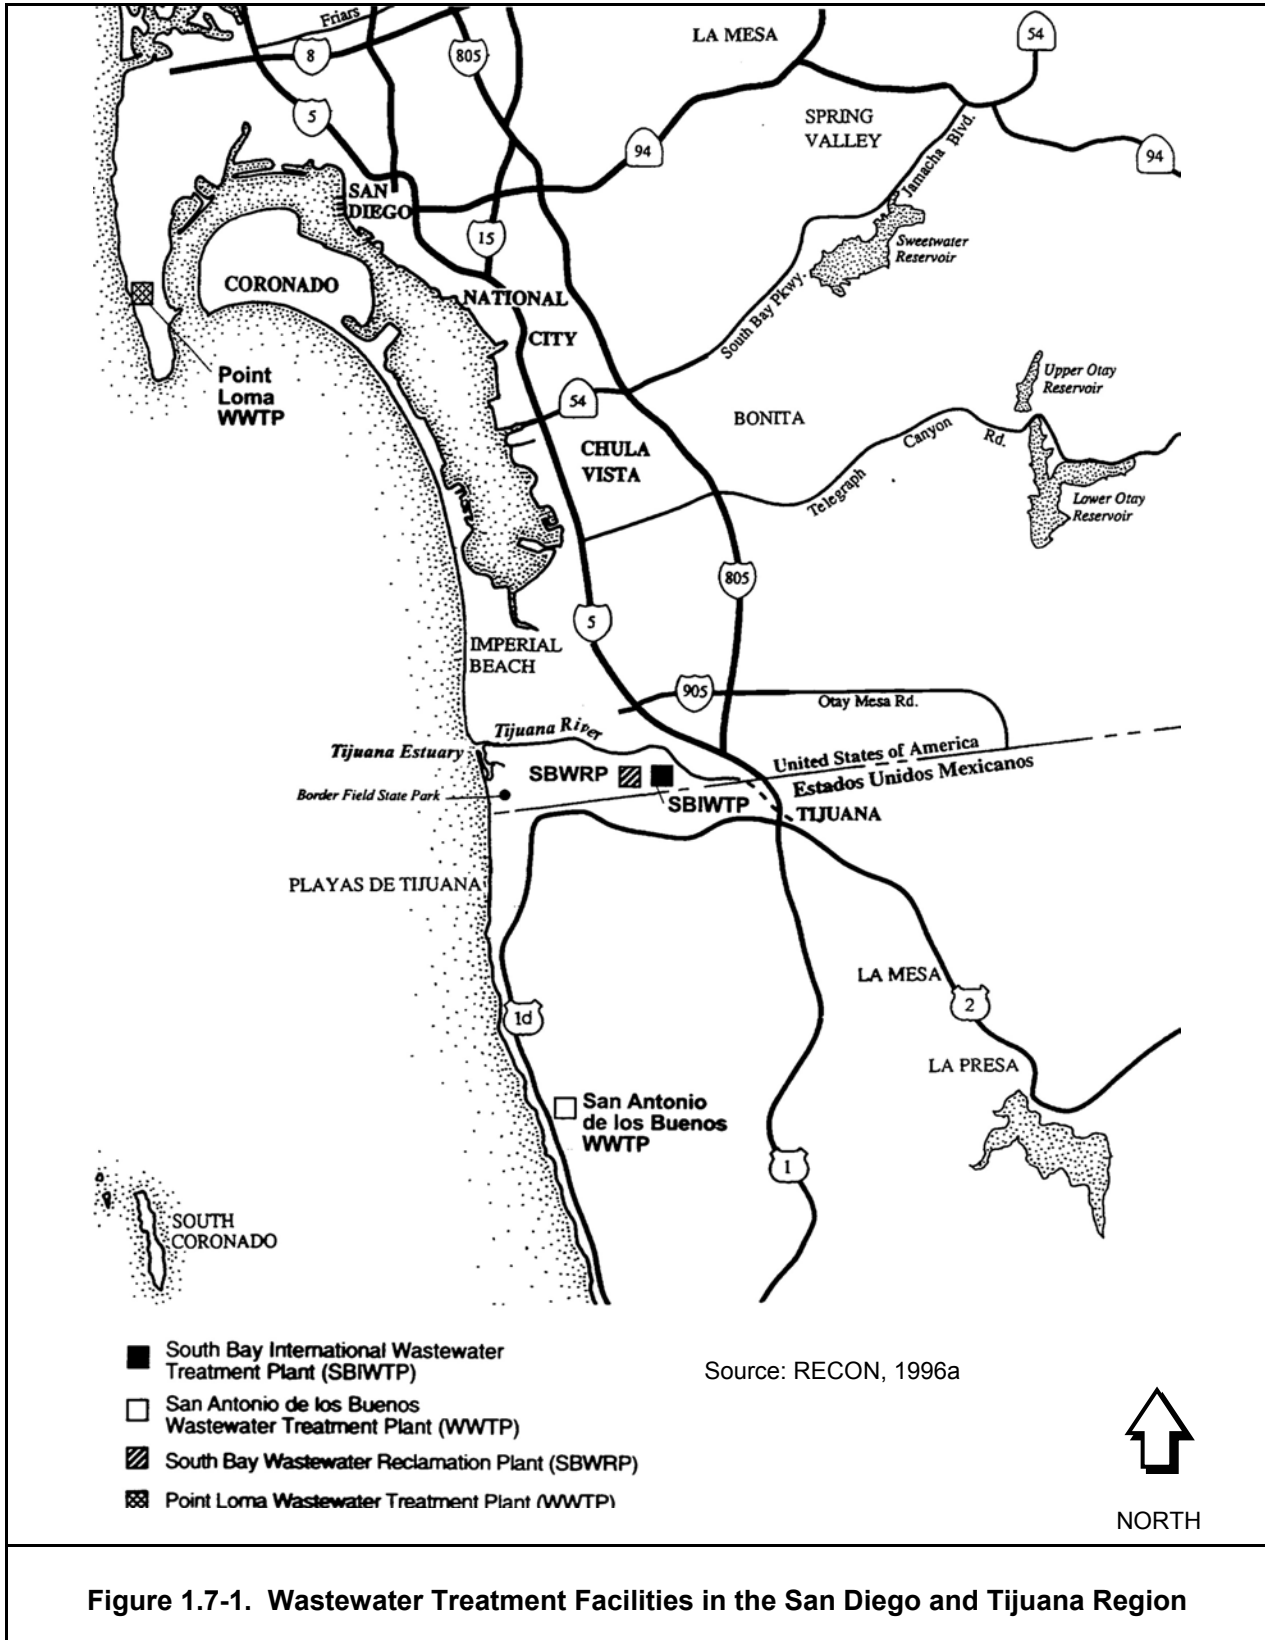 Friars
8
805
LA MESA
54
5
SPRING
VALLEY
94
Jamacha Blvd.
94
SAN
DIEGO
15
Sweetwater
Reservoir
CORONADO
NATIONAL
CITY
South Bay Pkwy.
Point
Loma
WWTP
54
Upper Otay
Reservoir
BONITA
Telegraph Canyon Rd.
CHULA
VISTA
Lower Otay
Reservoir
805
5
IMPERIAL
BEACH
905
Otay Mesa Rd.
Tijuana River
Tijuana Estuary
United States of America
Estados Unidos Mexicanos
SBWRP
SBIWTP
Border Field State Park
TIJUANA
PLAYAS DE TIJUANA
LA MESA
2
1d
LA PRESA
San Antonio
de los Buenos
WWTP
1
SOUTH
CORONADO
South Bay International Wastewater
Treatment Plant (SBIWTP)
Source: RECON, 1996a
San Antonio de los Buenos
Wastewater Treatment Plant (WWTP)
South Bay Wastewater Reclamation Plant (SBWRP)
Point Loma Wastewater Treatment Plant (WWTP)
NORTH
Figure 1.7-1. Wastewater Treatment Facilities in the San Diego and Tijuana Region